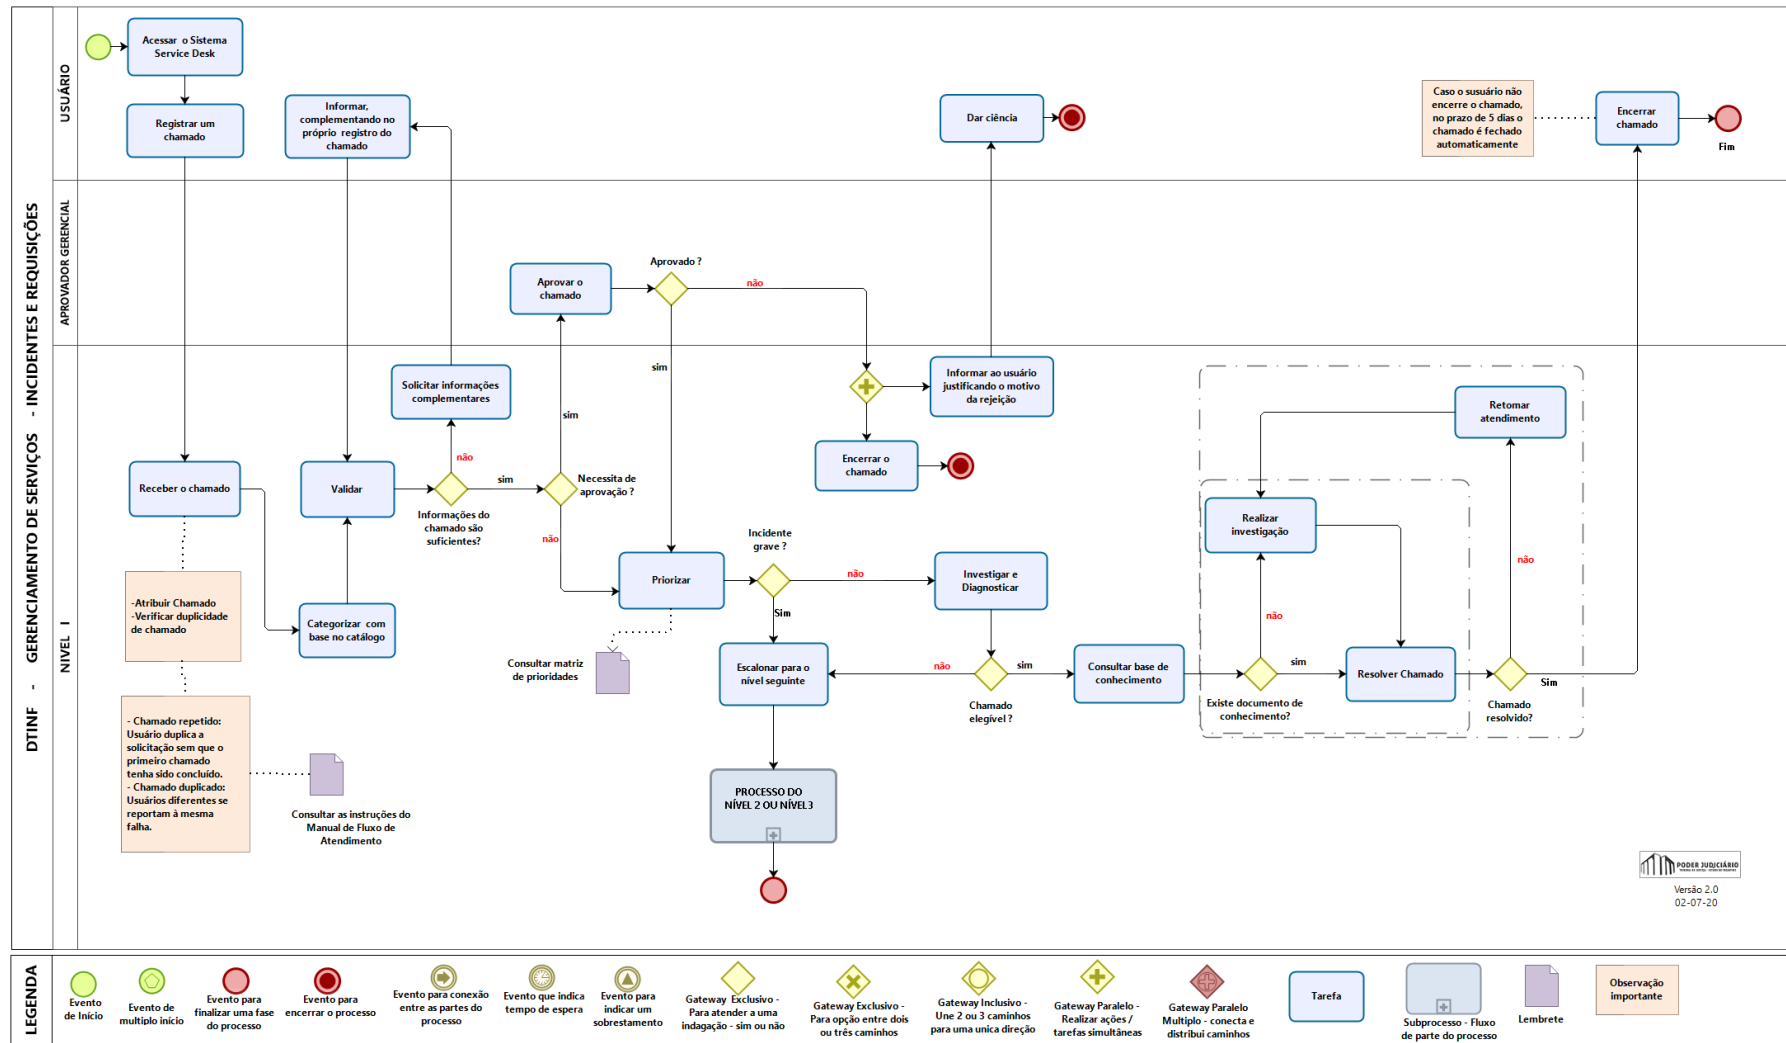 DTINF - GERENCIAMENTO DE SERVIÇOS - INCIDENTES E REQUISIÇÕES
USUÁRIO
Acessar o Sistema
Service Desk
Registrar um
chamado
Informar,
complementando no
próprio registro do
chamado
Dar ciência
Caso o susuário não
encerre o chamado,
no prazo de 5 dias o
chamado é fechado
automaticamente
Encerrar
chamado
Fim
APROVADOR GERENCIAL
Aprovar o
chamado
Aprovado ?
não
sim
NIVEL I
Solicitar informações
complementares
não
sim
Informar ao usuário
justificando o motivo
da rejeição
Encerrar o
chamado
Retomar
atendimento
Receber o chamado
Validar
sim
Informações do
chamado são
suficientes?
Necessita de
aprovação ?
não
Realizar
investigação
não
não
-Atribuir Chamado
-Verificar duplicidade
de chamado
Categorizar com
base no catálogo
Priorizar
Incidente
grave ?
não
Sim
Investigar e
Diagnosticar
Consultar matriz
de prioridades
Escalonar para o
nível seguinte
não
sim
Chamado
elegível ?
Consultar base de
conhecimento
sim
Existe documento de
conhecimento?
Resolver Chamado
Sim
Chamado
resolvido?
- Chamado repetido:
Usuário duplica a
solicitação sem que o
primeiro chamado
tenha sido concluído.
- Chamado duplicado:
Usuários diferentes se
reportam à mesma
falha.
Consultar as instruções do
Manual de Fluxo de
Atendimento
PROCESSO DO
NÍVEL 2 OU NÍVEL3
PODER JUDICIÁRIO
Versão 2.0
02-07-20
LEGENDA
Evento
de Início
Evento de
multiplo início
Evento para
finalizar uma fase
do processo
Evento para
encerrar o processo
Evento para conexão
entre as partes do
processo
Evento que indica
tempo de espera
Evento para
indicar um
sobrestamento
Gateway Exclusivo -
Para atender a uma
indagação - sim ou não
Gateway Exclusivo -
Para opção entre dois
ou três caminhos
Gateway Inclusivo -
Une 2 ou 3 caminhos
para uma unica direção
Gateway Paralelo -
Realizar ações /
tarefas simultâneas
Gateway Paralelo
Multiplo - conecta e
distribui caminhos
Tarefa
Subprocesso - Fluxo
de parte do processo
Lembrete
Observação
importante